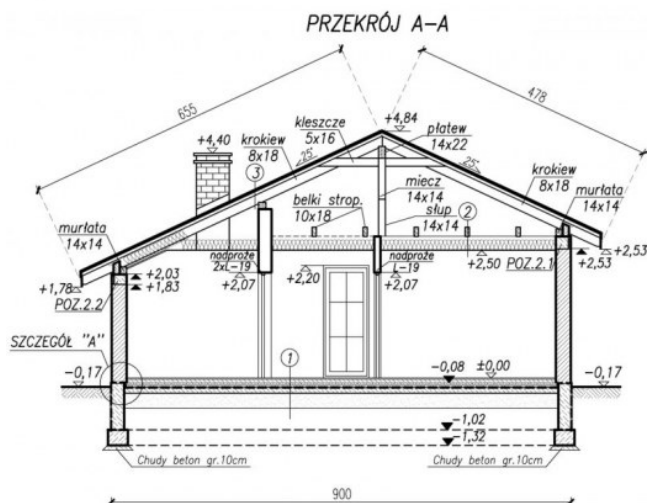 PRZEKRÓJ A-A
655
478
+4,84
+4,40
kleszcze
5x16
płatew
14x22
25°
25°
krokiew
8x18
krokiew
8x18
3
miecz
14x14
murłata
14x14
belki strop.
10x18
słup
14x14
2
murłata
14x14
nadproże
2xL-19
nadproże
L-19
+2,53
+2,53
+2,50
POZ.2.1
+2,03
+1,83
+1,78
POZ.2.2
+2,07
+2,20
+2,07
SZCZEGÓŁ "A"
1
-0,17
-0,08
±0,00
-0,17
-1,02
-1,32
Chudy beton gr.10cm
Chudy beton gr.10cm
900